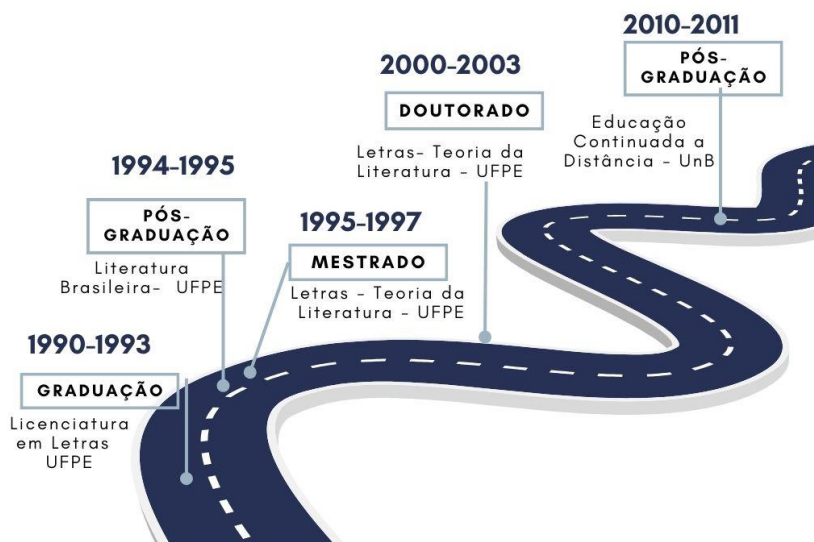 1990-1993
GRADUAÇÃO
Licenciatura
em Letras
UFPE
1994-1995
PÓS-
GRADUAÇÃO
Literatura
Brasileira- UFPE
1995-1997
MESTRADO
Letras - Teoria da
Literatura - UFPE
2000-2003
DOUTORADO
Letras- Teoria da
Literatura - UFPE
2010-2011
PÓS-
GRADUAÇÃO
Educação
Continuada a
Distância - UnB